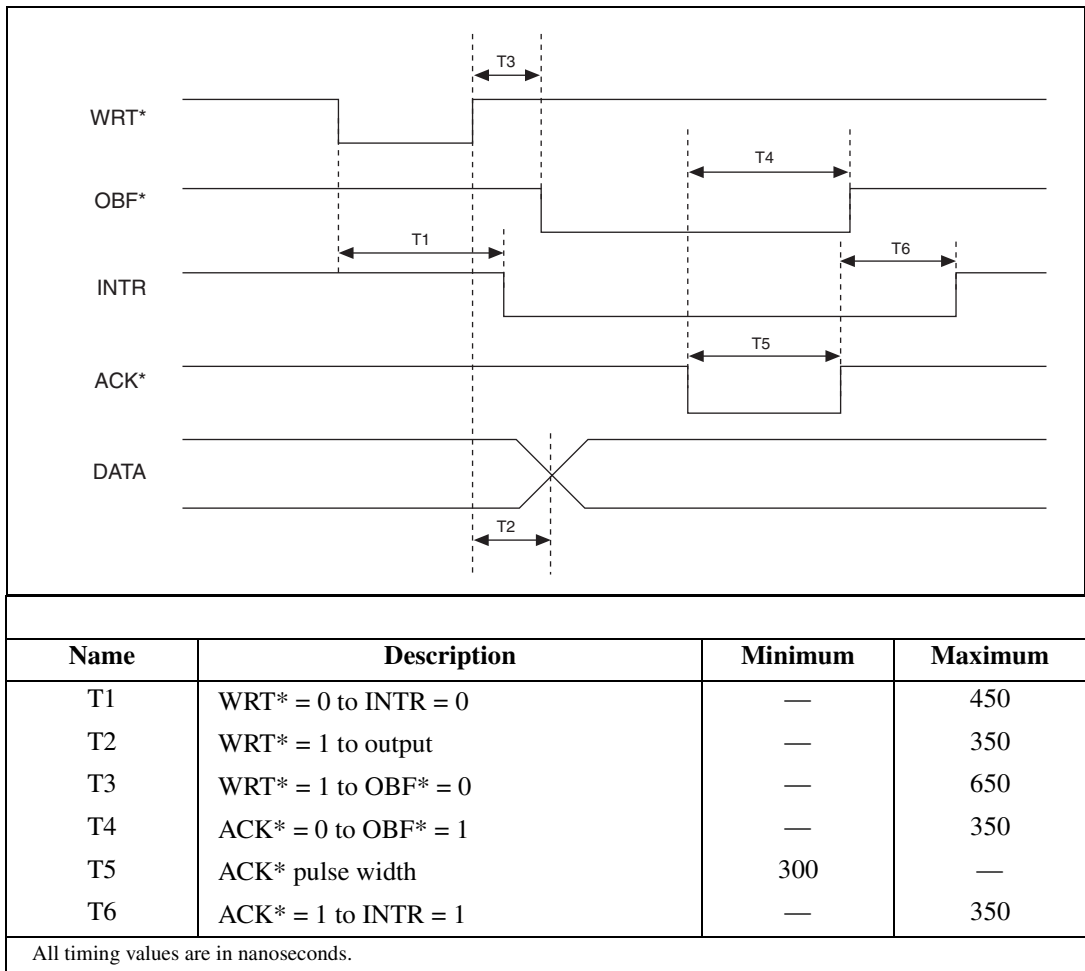 T3
WRT*
T4
OBF*
T1
T6
INTR
T5
ACK*
DATA
T2
Name Description Minimum Maximum
T1 WRT* = 0 to INTR = 0 — 450
T2 WRT* = 1 to output — 350
T3 WRT* = 1 to OBF* = 0 — 650
T4 ACK* = 0 to OBF* = 1 — 350
T5 ACK* pulse width 300 —
T6 ACK* = 1 to INTR = 1 — 350
All timing values are in nanoseconds.